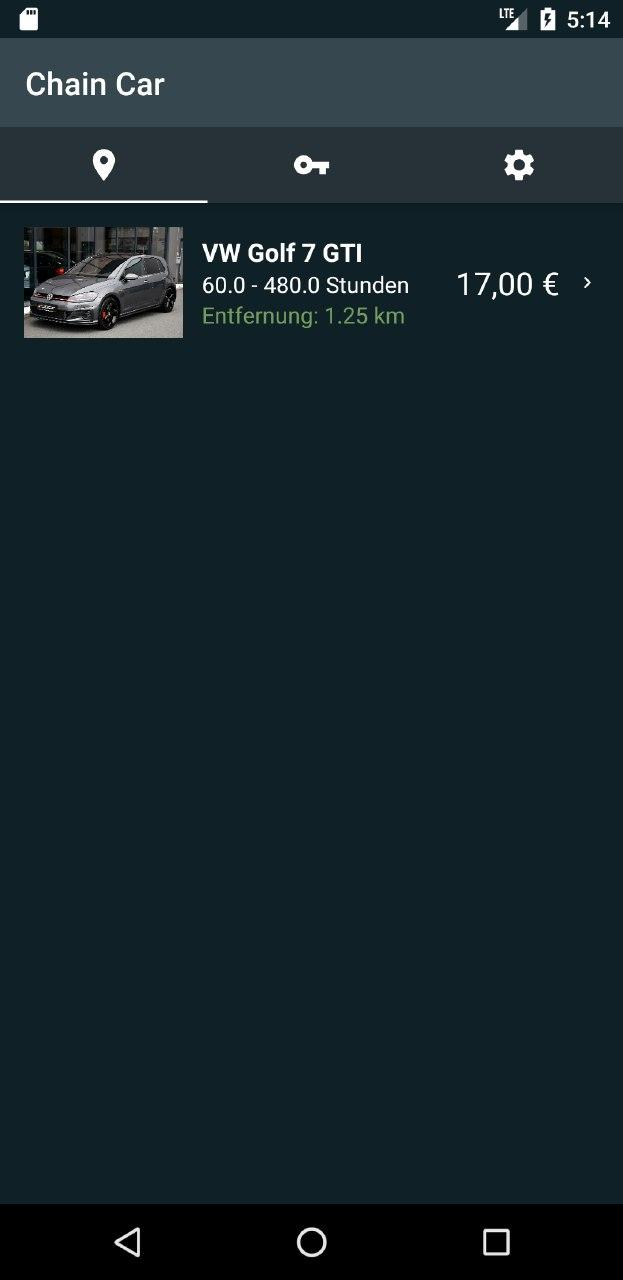 LTE 5:14
Chain Car
VW Golf 7 GTI
60.0 - 480.0 Stunden
17,00 €
Entfernung: 1.25 km